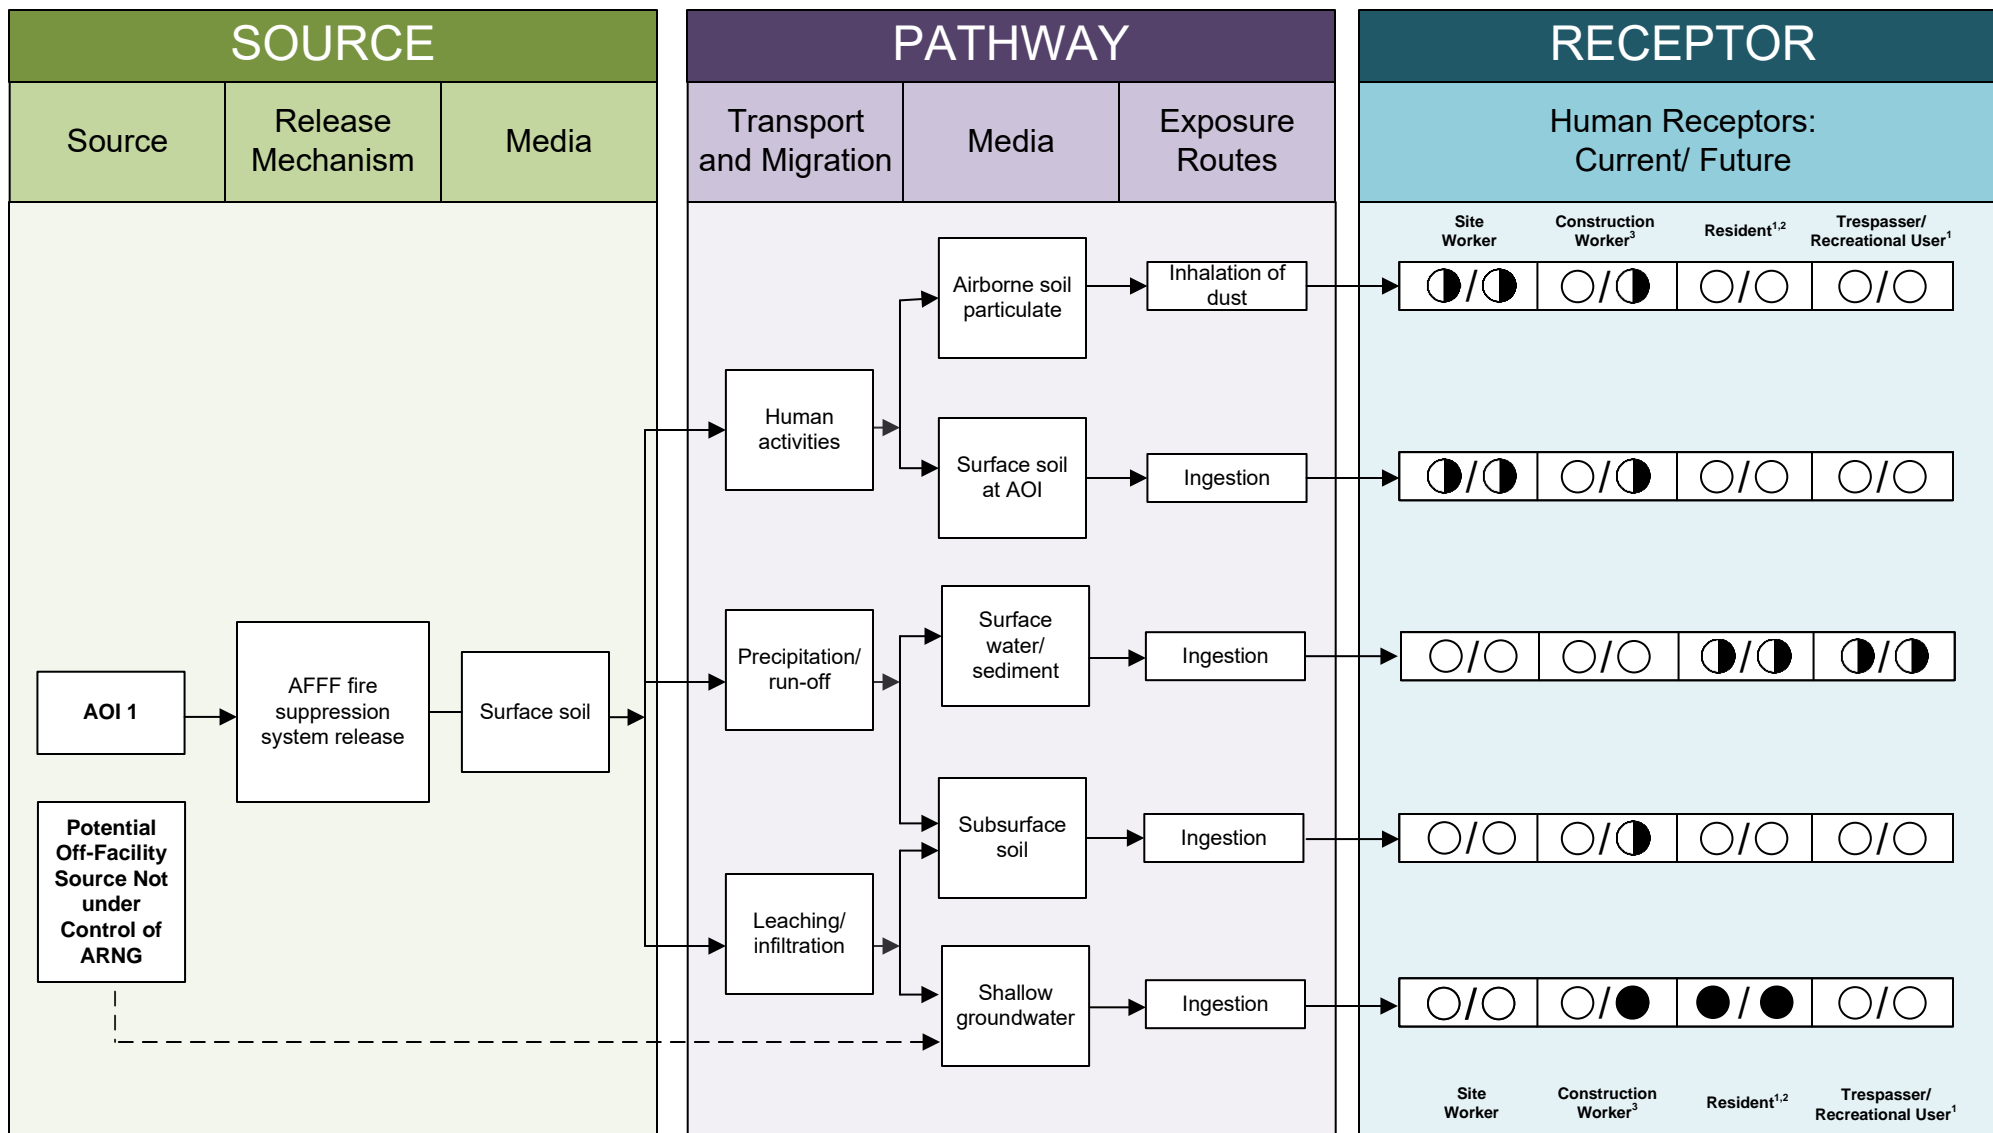 SOURCE
PATHWAY
RECEPTOR
Source
Release
Mechanism
Media
Transport
and Migration
Media
Exposure
Routes
Human Receptors:
Current/ Future
Site
Worker
Construction
Worker³
Resident¹,²
Trespasser/
Recreational User¹
Airborne soil
particulate
Inhalation of
dust
Human
activities
Surface soil
at AOI
Ingestion
AOI 1
AFFF fire
suppression
system release
Surface soil
Precipitation/
run-off
Surface
water/
sediment
Ingestion
Potential
Off-Facility
Source Not
under
Control of
ARNG
Subsurface
soil
Ingestion
Leaching/
infiltration
Shallow
groundwater
Ingestion
Site
Worker
Construction
Worker³
Resident¹,²
Trespasser/
Recreational User¹